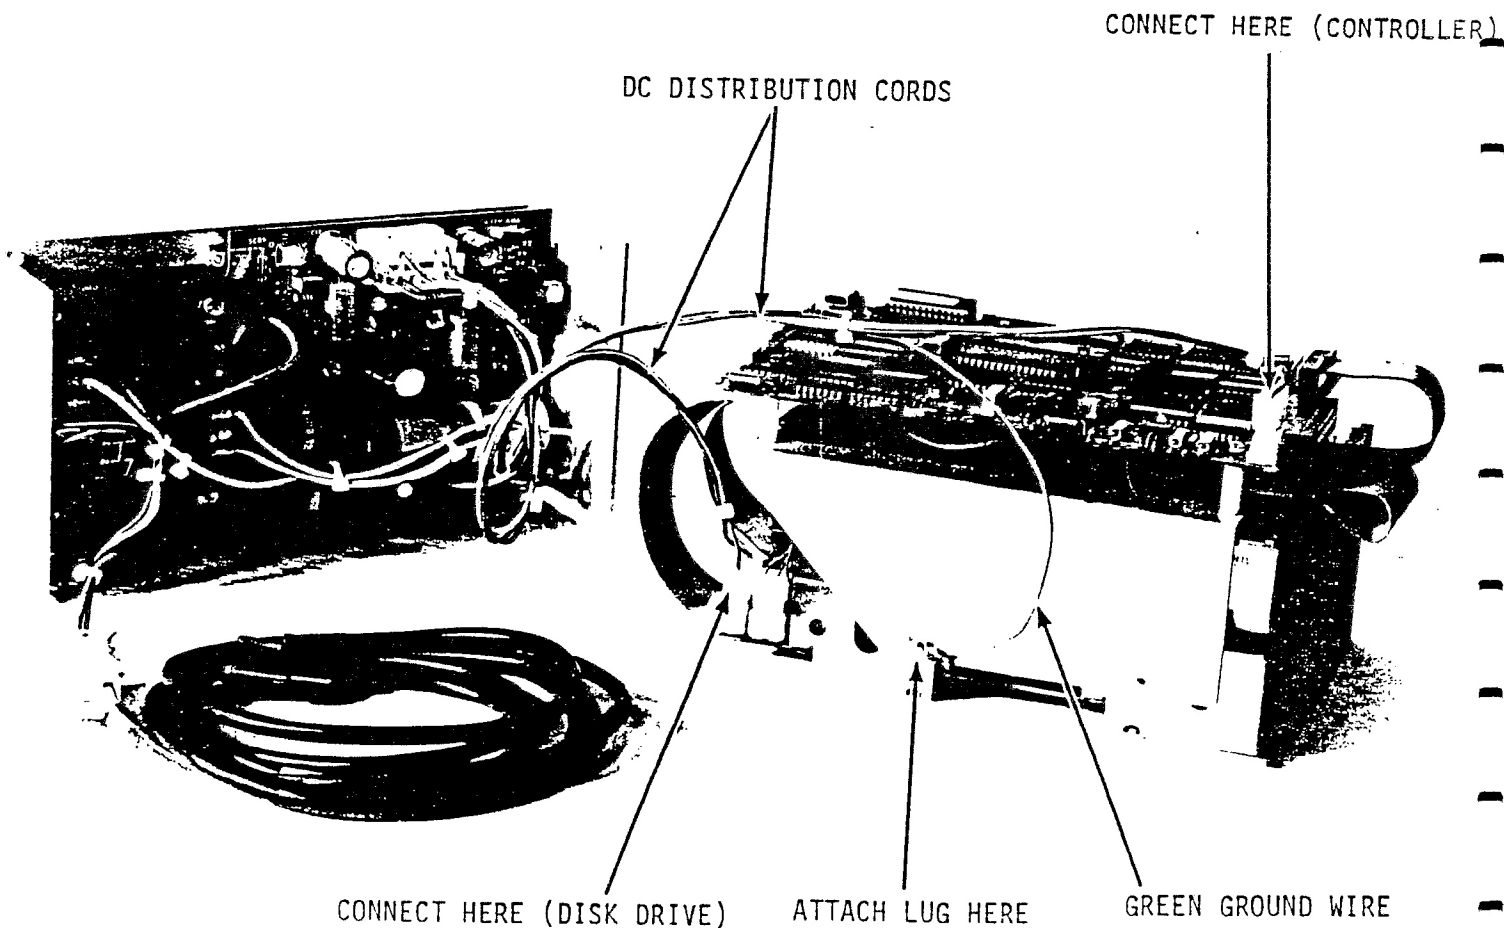 CONNECT HERE (CONTROLLER)
DC DISTRIBUTION CORDS
CONNECT HERE (DISK DRIVE)
ATTACH LUG HERE
GREEN GROUND WIRE